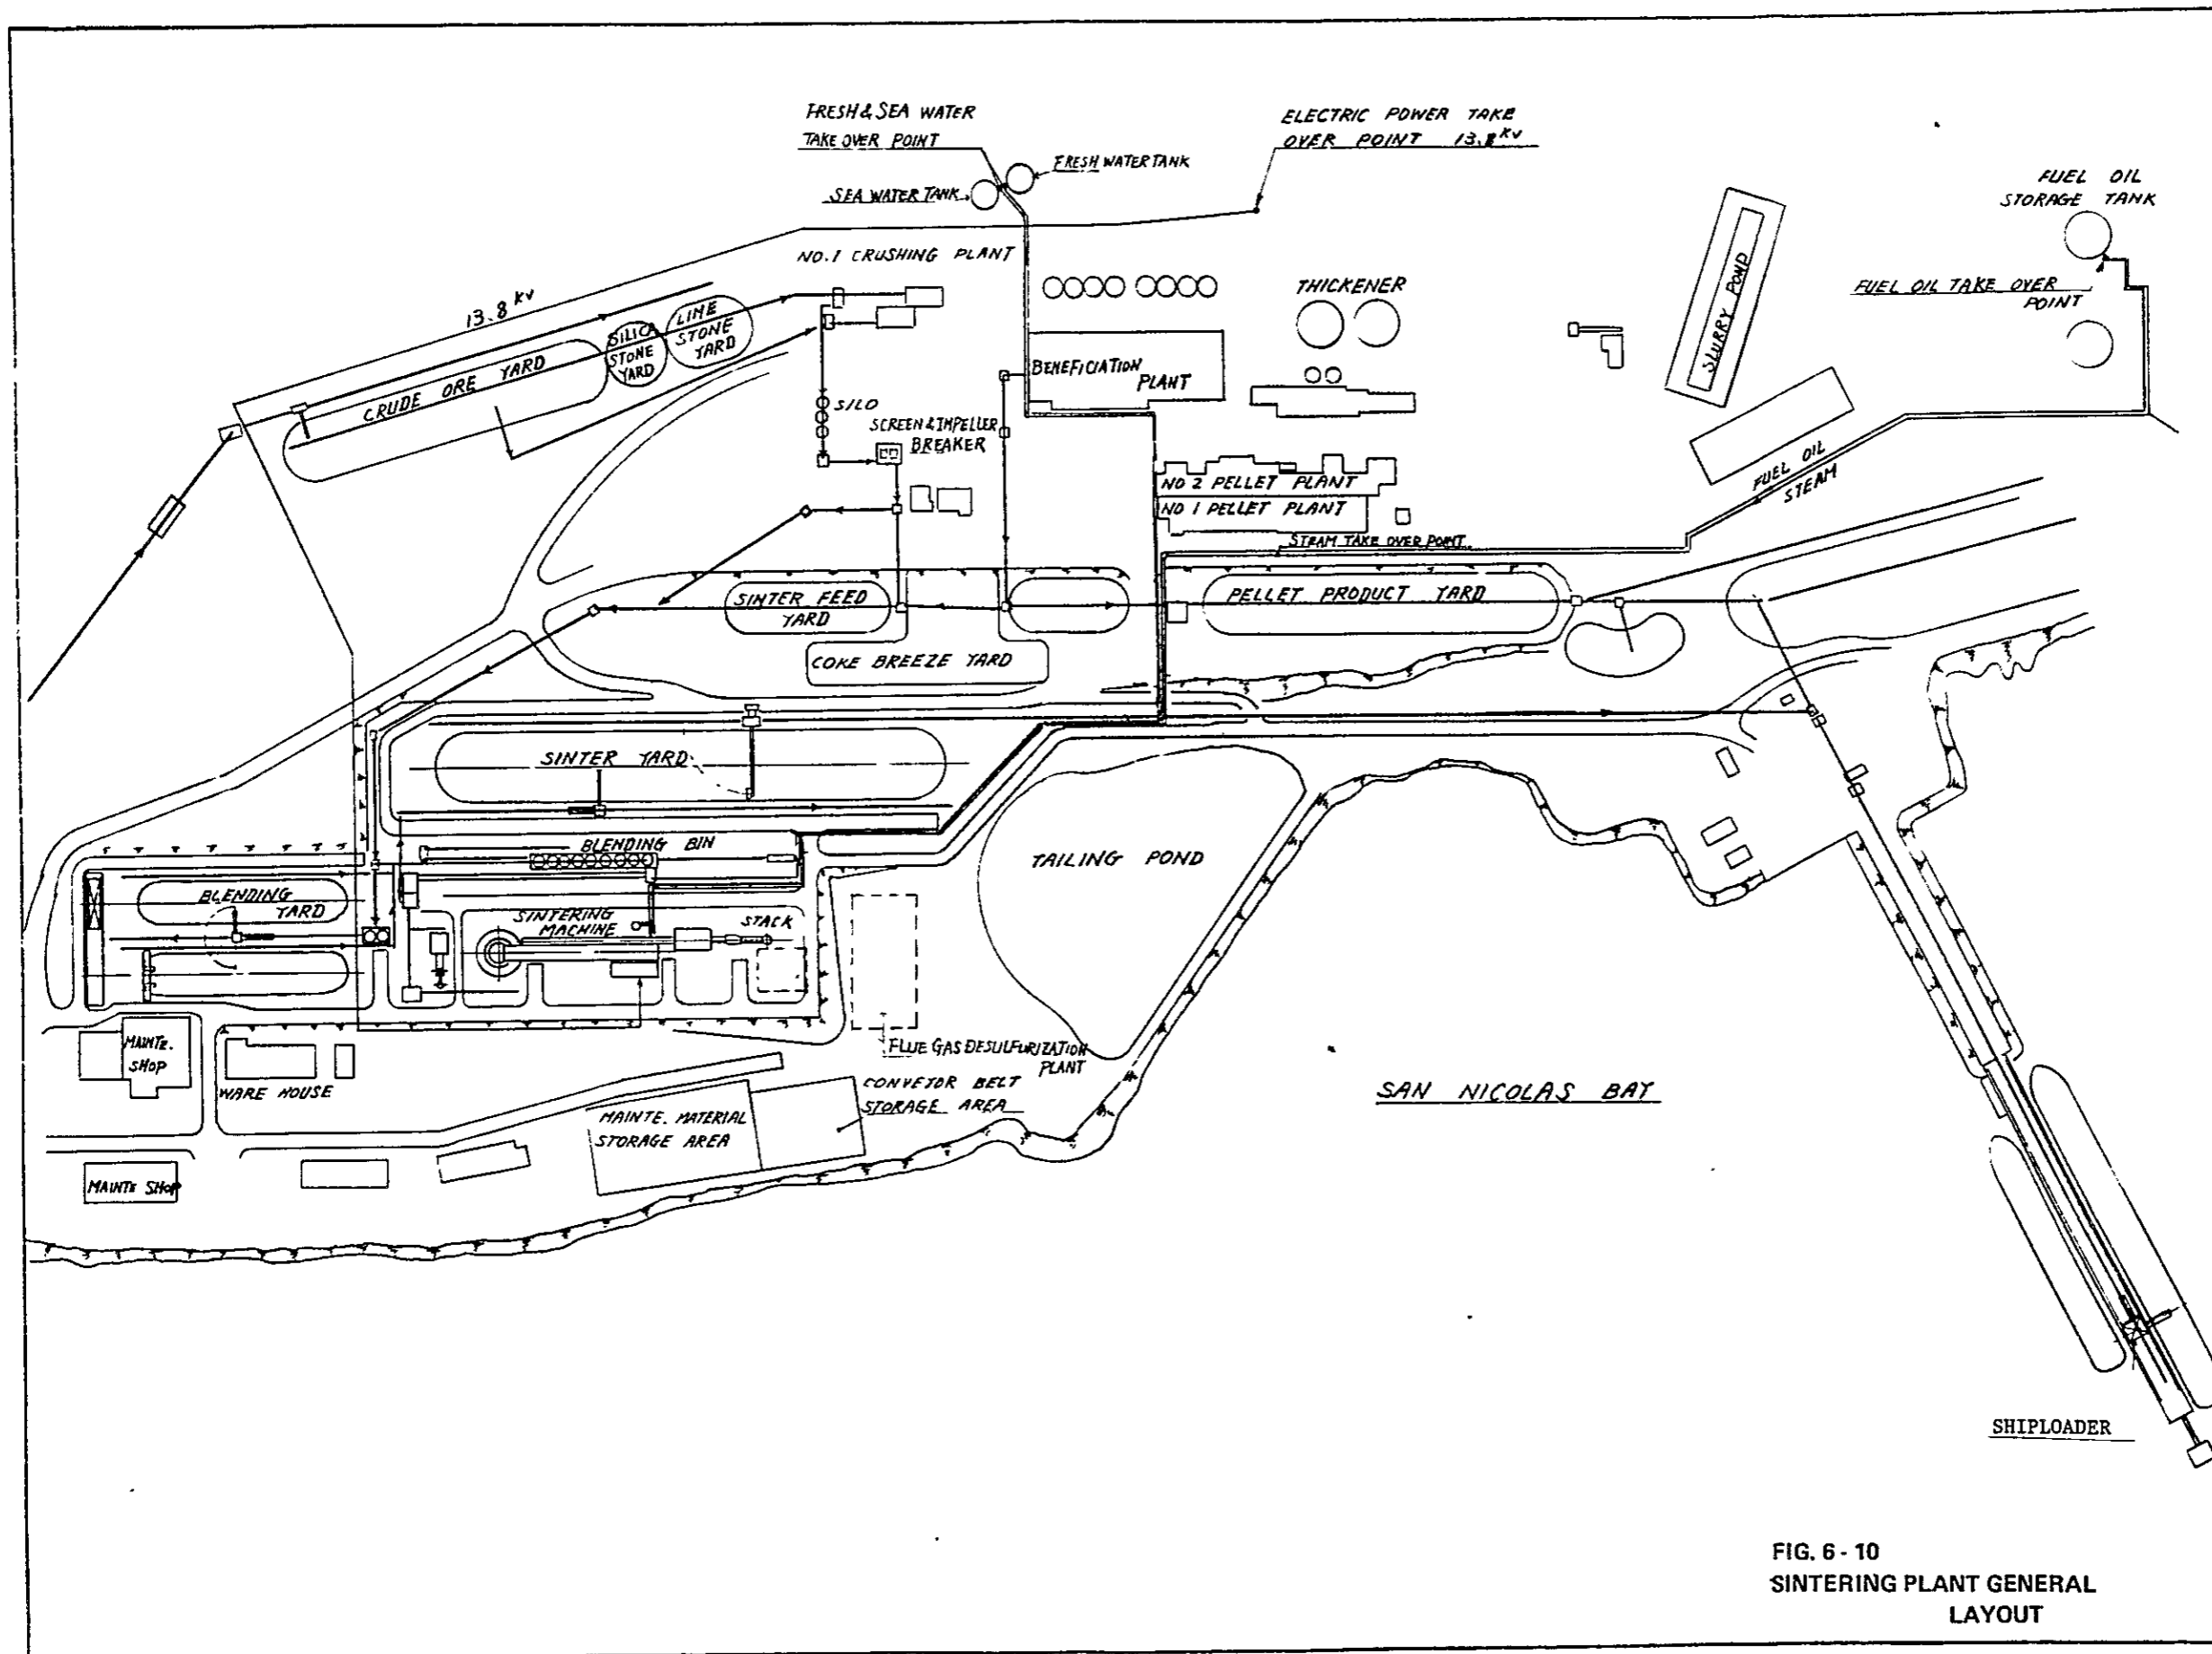 FRESH & SEA WATER
TAKE OVER POINT
FRESH WATER TANK
SEA WATER TANK
ELECTRIC POWER TAKE
OVER POINT 13.8 KV
FUEL OIL
STORAGE TANK
FUEL OIL TAKE OVER
POINT
NO. 1 CRUSHING PLANT
13.8 KV
THICKENER
SLURRY POND
SILICA
STONE
YARD
LIME
STONE
YARD
CRUDE ORE YARD
BENEFICIATION
PLANT
SILO
SCREEN & IMPELLER
BREAKER
NO 2 PELLET PLANT
NO 1 PELLET PLANT
STEAM TAKE OVER POINT
FUEL OIL
STEAM
SINTER FEED
YARD
PELLET PRODUCT YARD
COKE BREEZE YARD
SINTER YARD
BLENDING BIN
TAILING POND
BLENDING
YARD
SINTERING
MACHINE
STACK
MAINTE.
SHOP
WARE HOUSE
FLUE GAS DESULFURIZATION
PLANT
CONVEYOR BELT
STORAGE AREA
MAINTE. MATERIAL
STORAGE AREA
SAN NICOLAS BAY
MAINTE SHOP
SHIPLOADER
FIG. 6 - 10
SINTERING PLANT GENERAL
LAYOUT